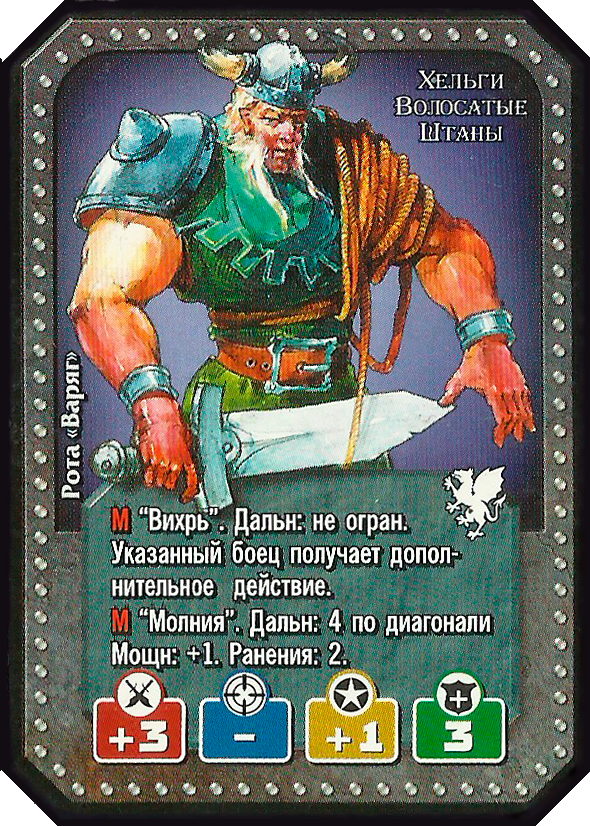 Хельги
Волосатые
Штаны
Рота «Варяг»
М "Вихрь". Дальн: не огран.
Указанный боец получает допол-
нительное действие.
М "Молния". Дальн: 4 по диагонали
Мощн: +1. Ранения: 2.
+3 – +1 3